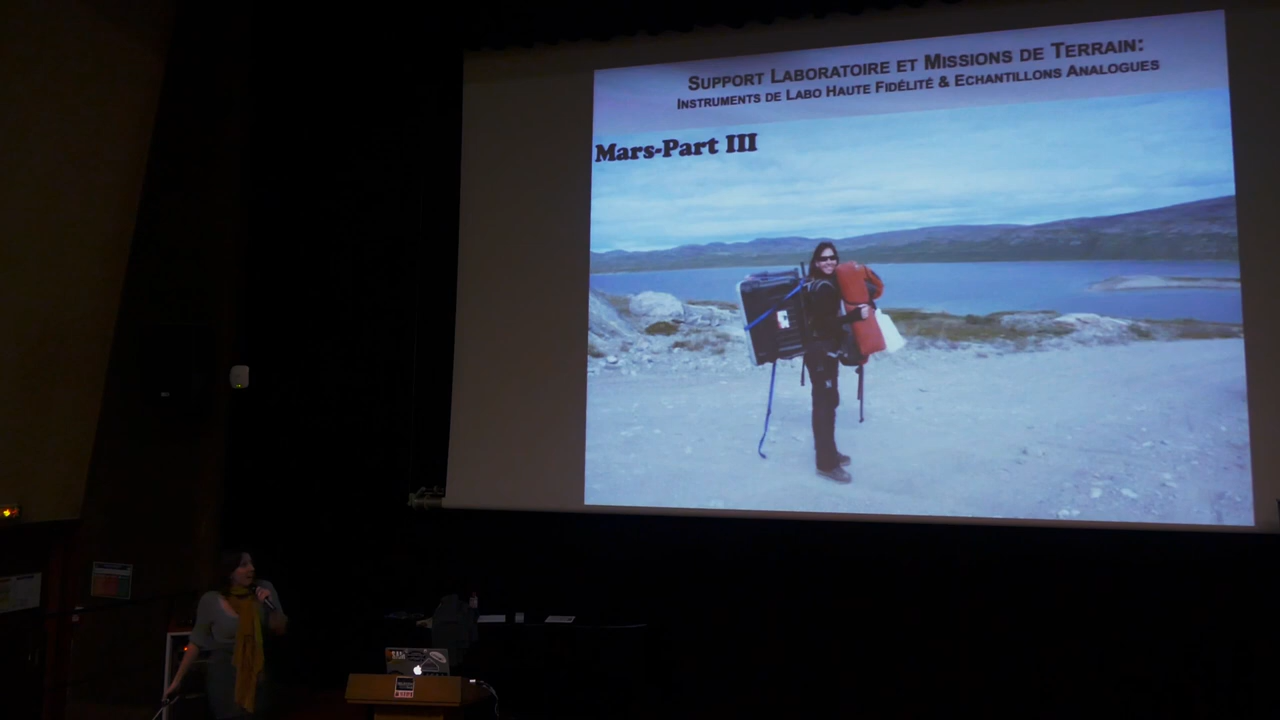 SUPPORT LABORATOIRE ET MISSIONS DE TERRAIN:
INSTRUMENTS DE LABO HAUTE FIDÉLITÉ & ECHANTILLONS ANALOGUES
Mars-Part III